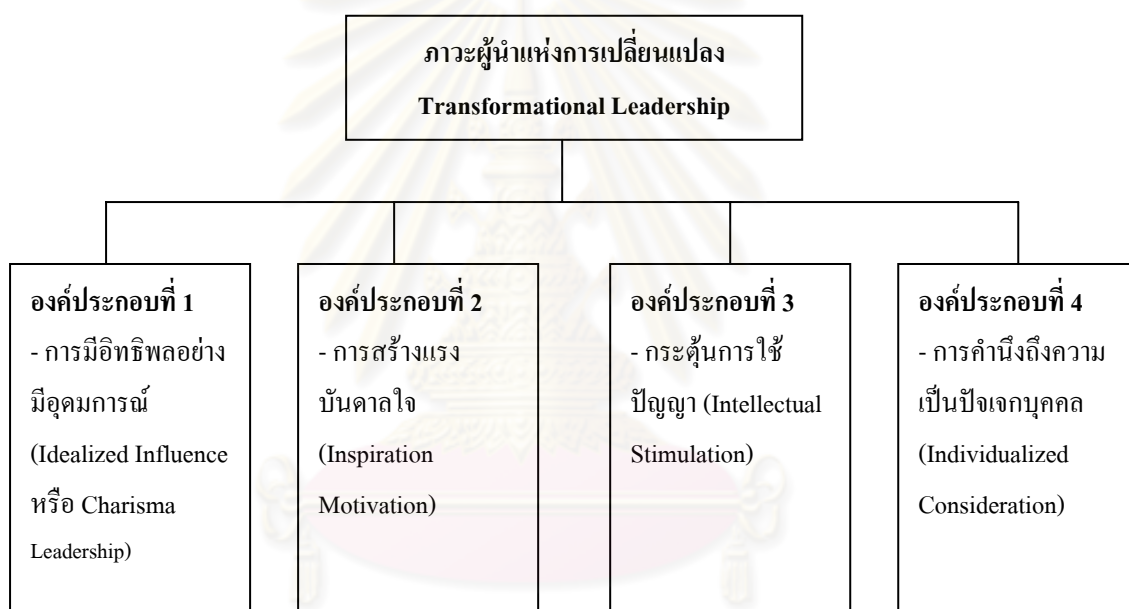 ภาวะผู้นำแห่งการเปลี่ยนแปลง
Transformational Leadership
องค์ประกอบที่ 1
- การมีอิทธิพลอย่าง
มีอุดมการณ์
(Idealized Influence
หรือ Charisma
Leadership)
องค์ประกอบที่ 2
- การสร้างแรง
บันดาลใจ
(Inspiration
Motivation)
องค์ประกอบที่ 3
- กระตุ้นการใช้
ปัญญา (Intellectual
Stimulation)
องค์ประกอบที่ 4
- การคำนึงถึงความ
เป็นปัจเจกบุคคล
(Individualized
Consideration)